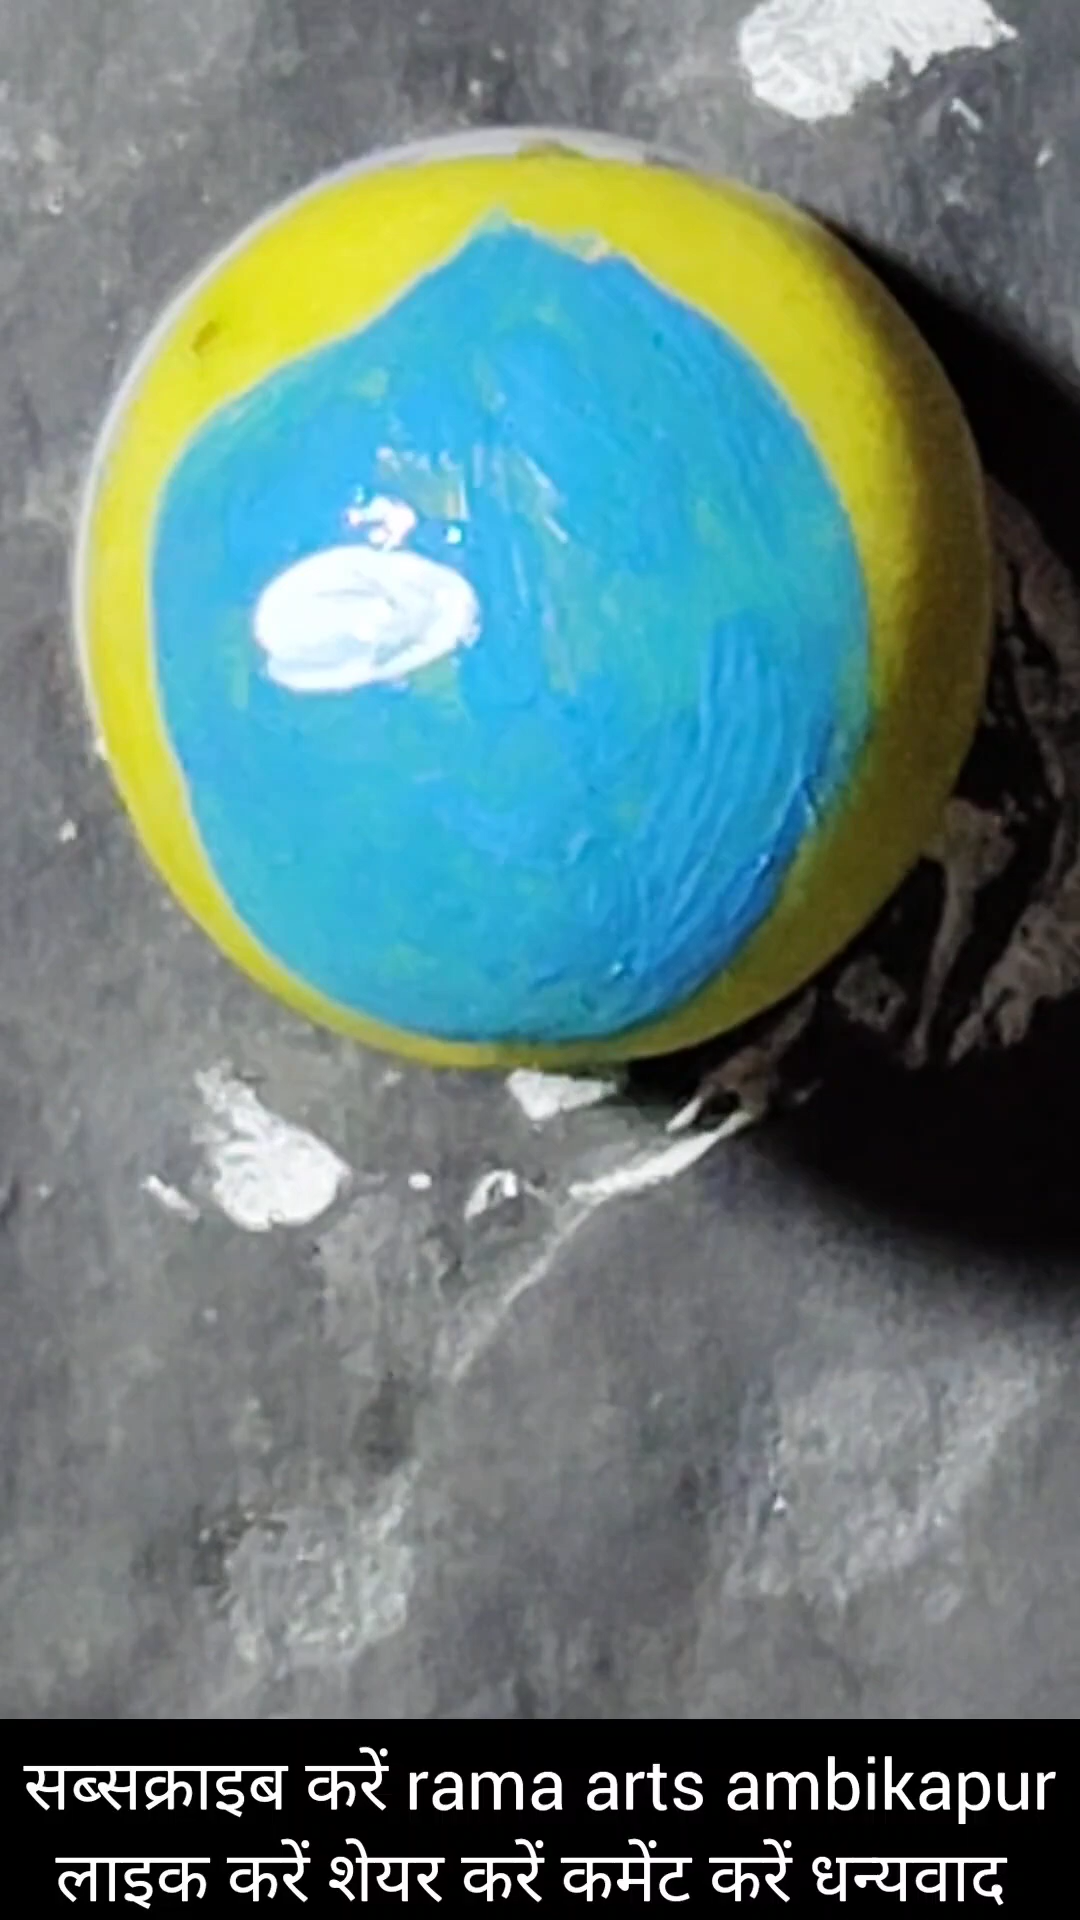 सब्सक्राइब करें rama arts ambikapur
लाइक करें शेयर करें कमेंट करें धन्यवाद